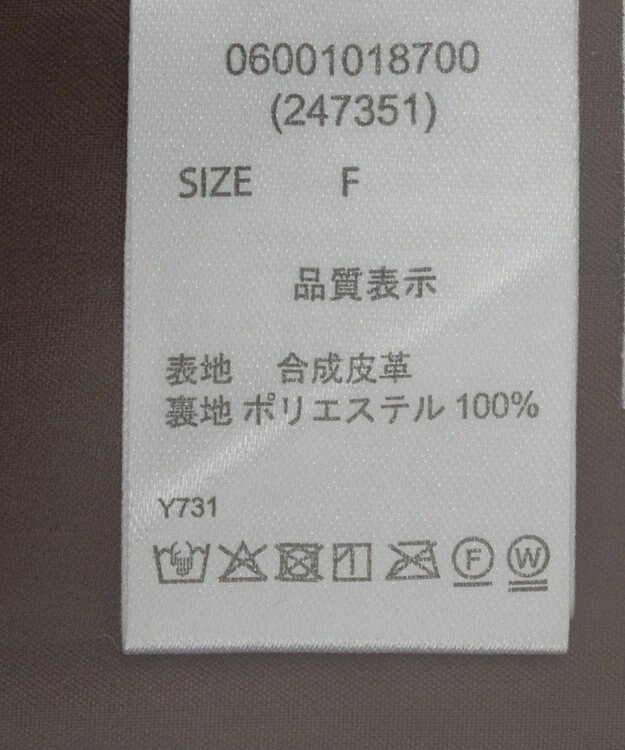 06001018700
(247351)
SIZE F
品質表示
表地 合成皮革
裏地 ポリエステル 100%
Y731
F W